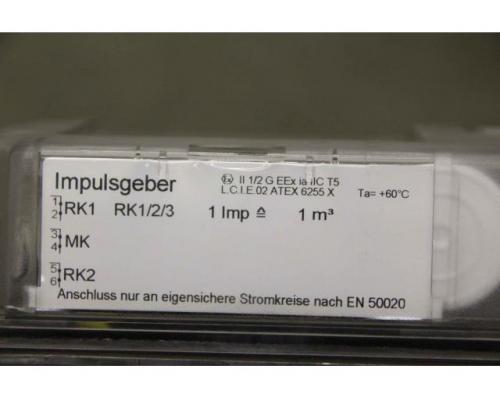 Impulsgeber
II 1/2 G EEx ia IIC T5
L.C.I.E.02 ATEX 6255 X
Ta= +60°C
1 2 RK1 RK1/2/3 1 Imp ≙ 1 m³
3 4 MK
5 6 RK2
Anschluss nur an eigensichere Stromkreise nach EN 50020